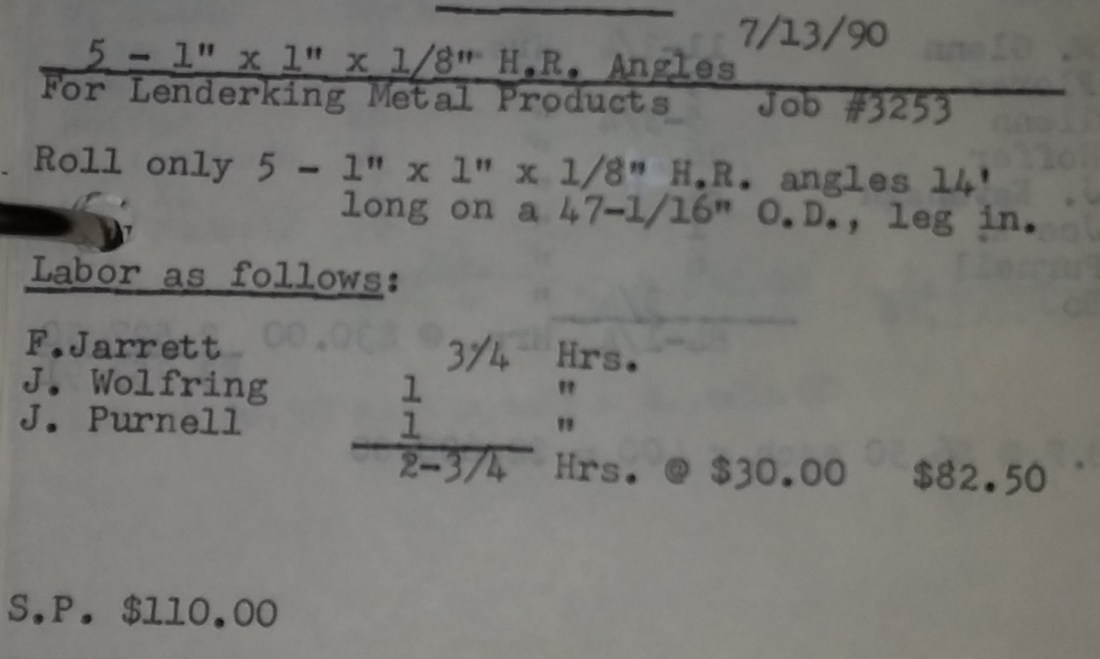 7/13/90
5 - 1" x 1" x 1/8" H.R. Angles
For Lenderking Metal Products Job #3253
Roll only 5 - 1" x 1" x 1/8" H.R. angles 14'
long on a 47-1/16" O.D., leg in.
Labor as follows:
F.Jarrett 3/4 Hrs.
J. Wolfring 1 "
J. Purnell 1 "
2-3/4 Hrs. @ $30.00 $82.50
S.P. $110.00